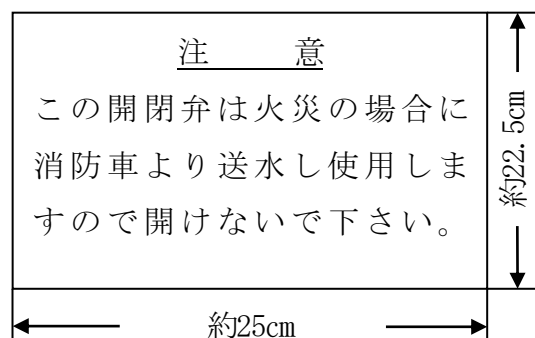 注　　　意
この開閉弁は火災の場合に
消防車より送水し使用しま
すので開けないで下さい。
約22.5cm
約25cm